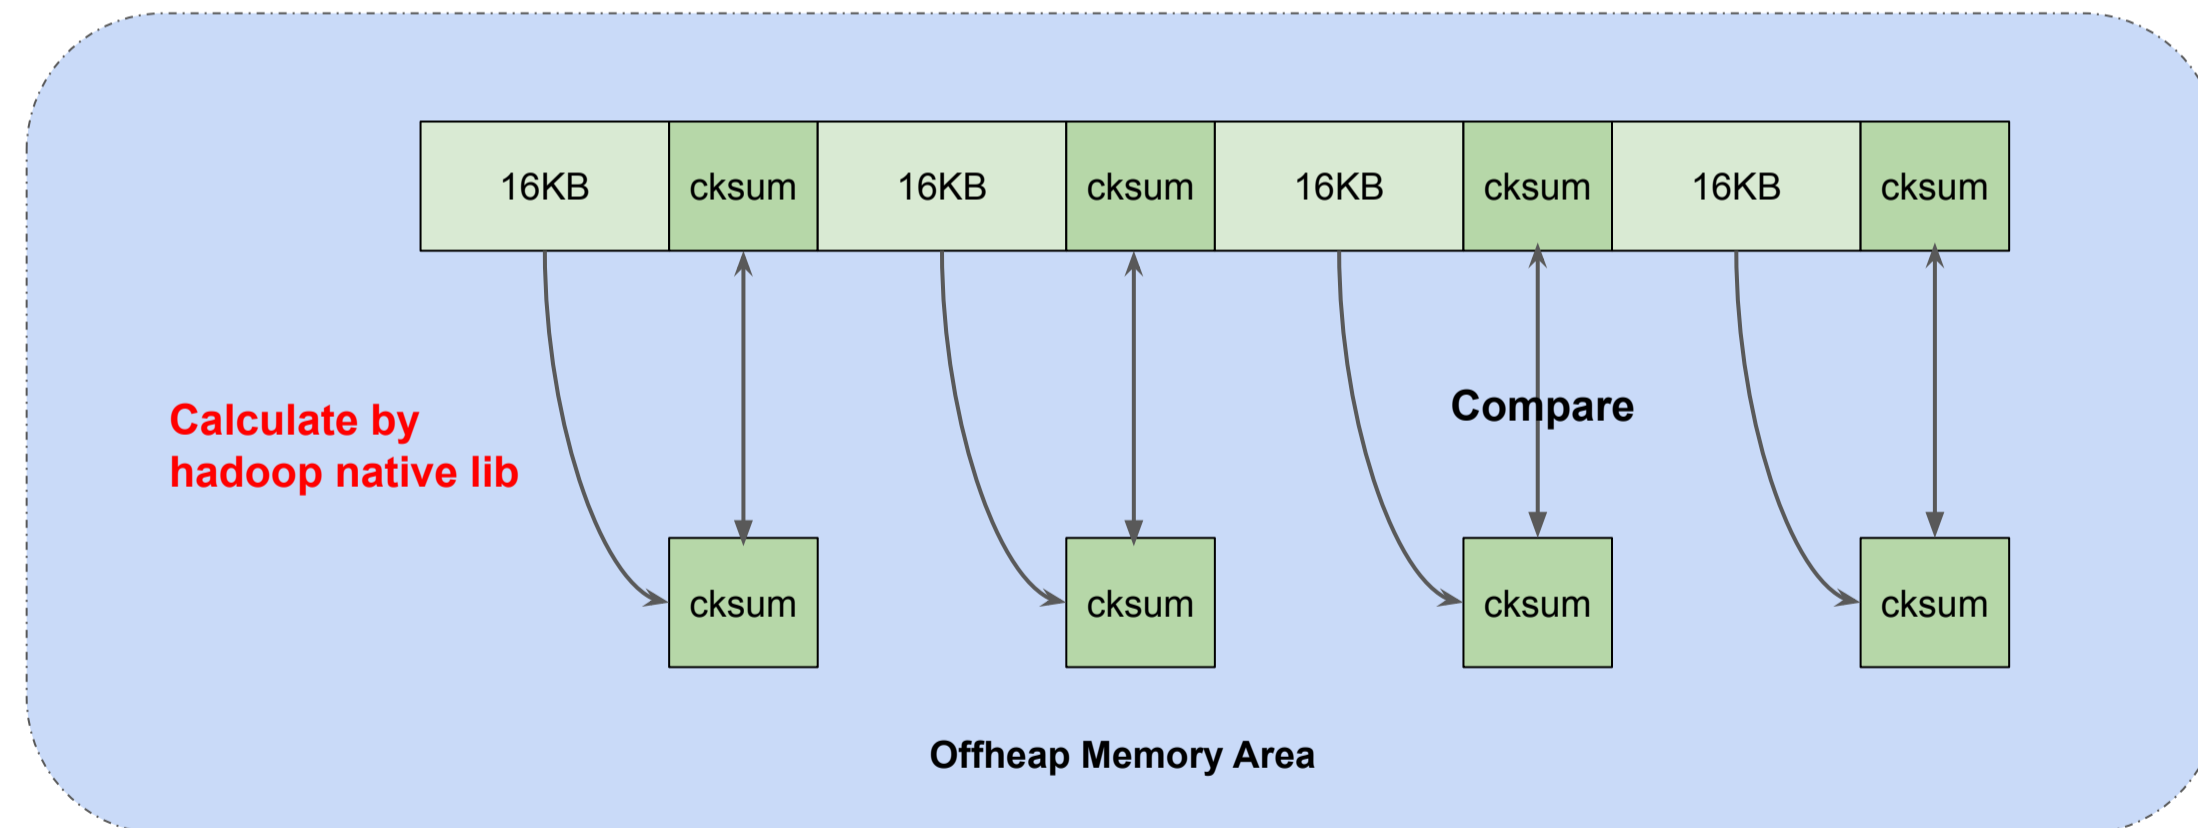 16KB cksum 16KB cksum 16KB cksum 16KB cksum
Calculate by
hadoop native lib
Compare
cksum cksum cksum cksum
Offheap Memory Area